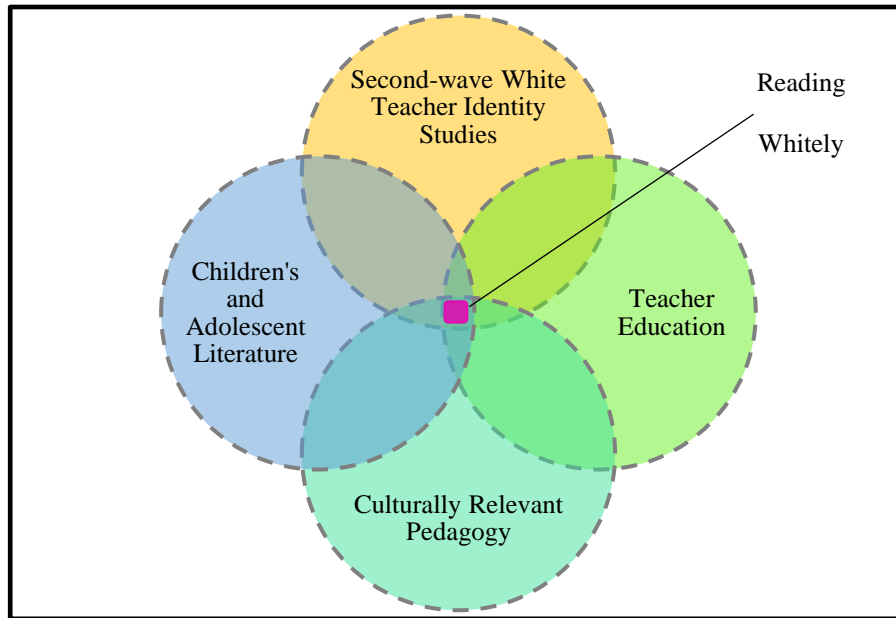 Second-wave White
Teacher Identity
Studies
Reading
Whitely
Children's
and
Adolescent
Literature
Teacher
Education
Culturally Relevant
Pedagogy